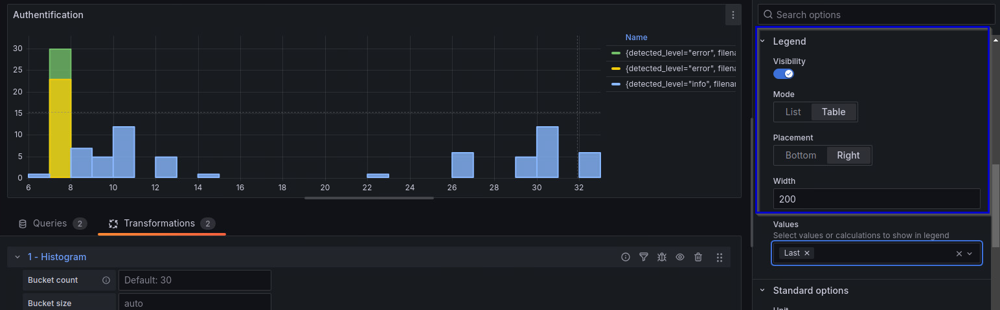 Authentification
30
25
20
15
10
5
0
6 8 10 12 14 16 18 20 22 24 26 28 30 32
Name
{detected_level="error", filena
{detected_level="error", filena
{detected_level="info", filenar
Queries 2 Transformations 2
1 - Histogram
Bucket count Default: 30
Bucket size auto
Search options
Legend
Visibility
Mode
List Table
Placement
Bottom Right
Width
200
Values
Select values or calculations to show in legend
Last
Standard options
Unit